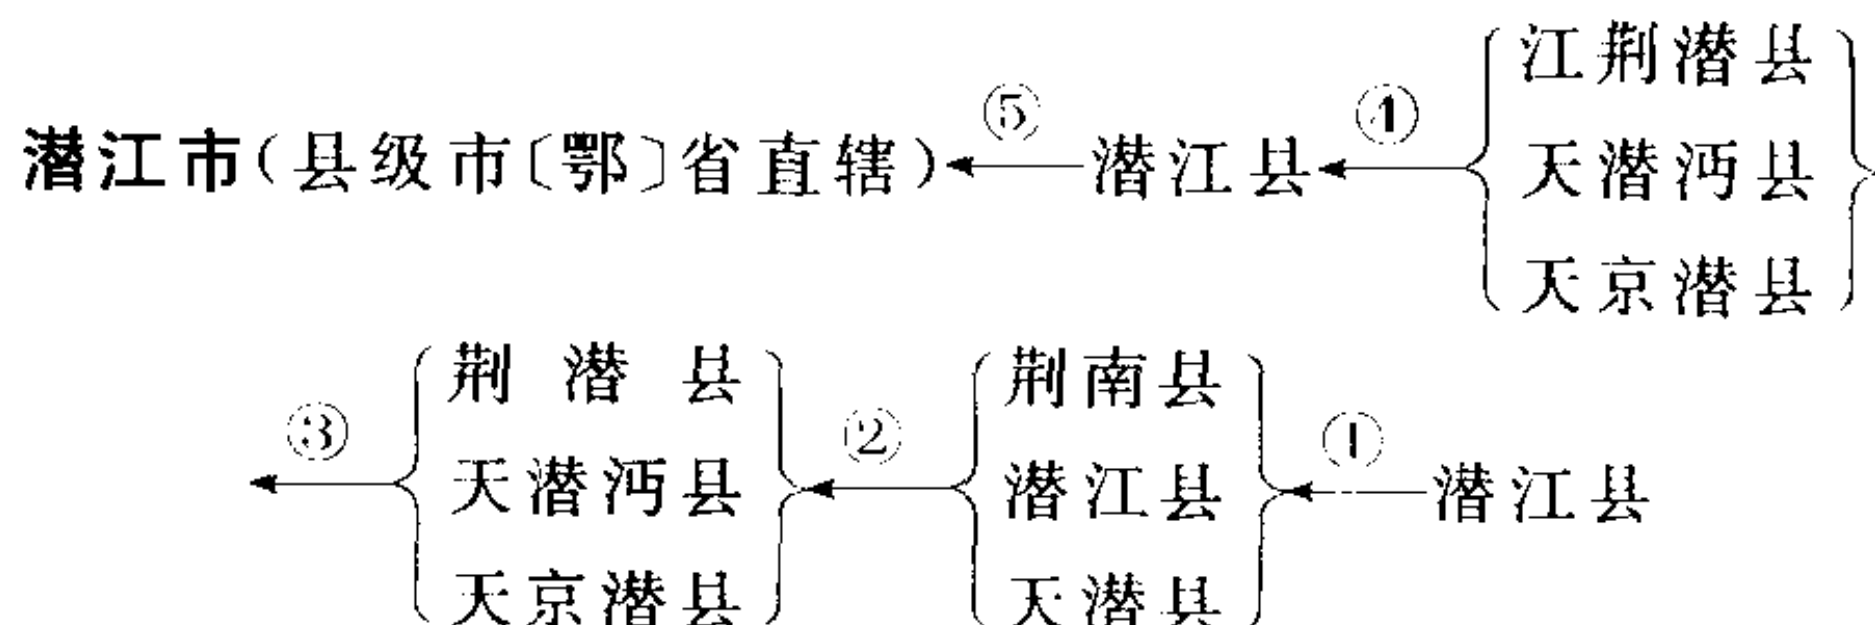 江荆潜县
潜江市(县级市〔鄂〕省直辖) ⑤ 潜江县 ④ 天潜沔县
天京潜县
荆潜县 荆南县
③ 天潜沔县 ② 潜江县 ① 潜江县
天京潜县 天潜县